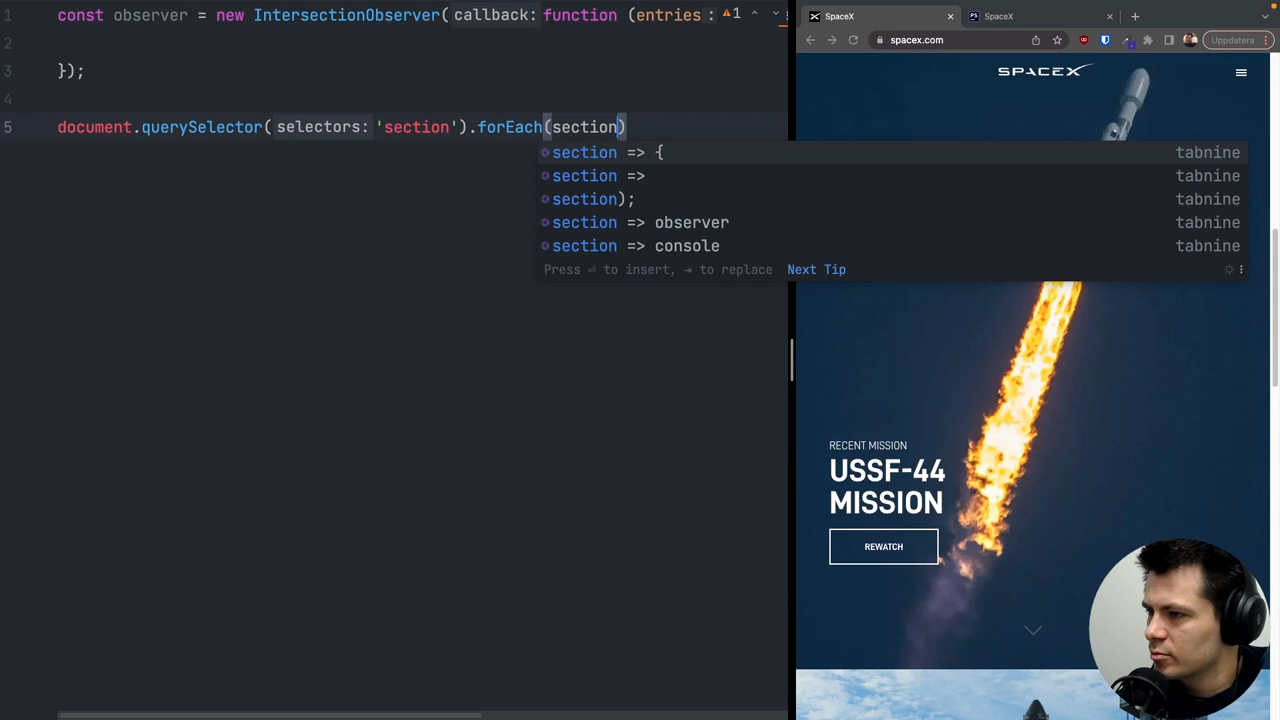 1 const observer = new IntersectionObserver( callback: function (entries : 1
2
3 });
4
5 document.querySelector( selectors: 'section').forEach(section)
section => { tabnine
section => tabnine
section); tabnine
section => observer tabnine
section => console tabnine
Press ⏎ to insert, ⇥ to replace Next Tip
SpaceX
SpaceX
spacex.com
Uppdatera
SPACEX
RECENT MISSION
USSF-44
MISSION
REWATCH